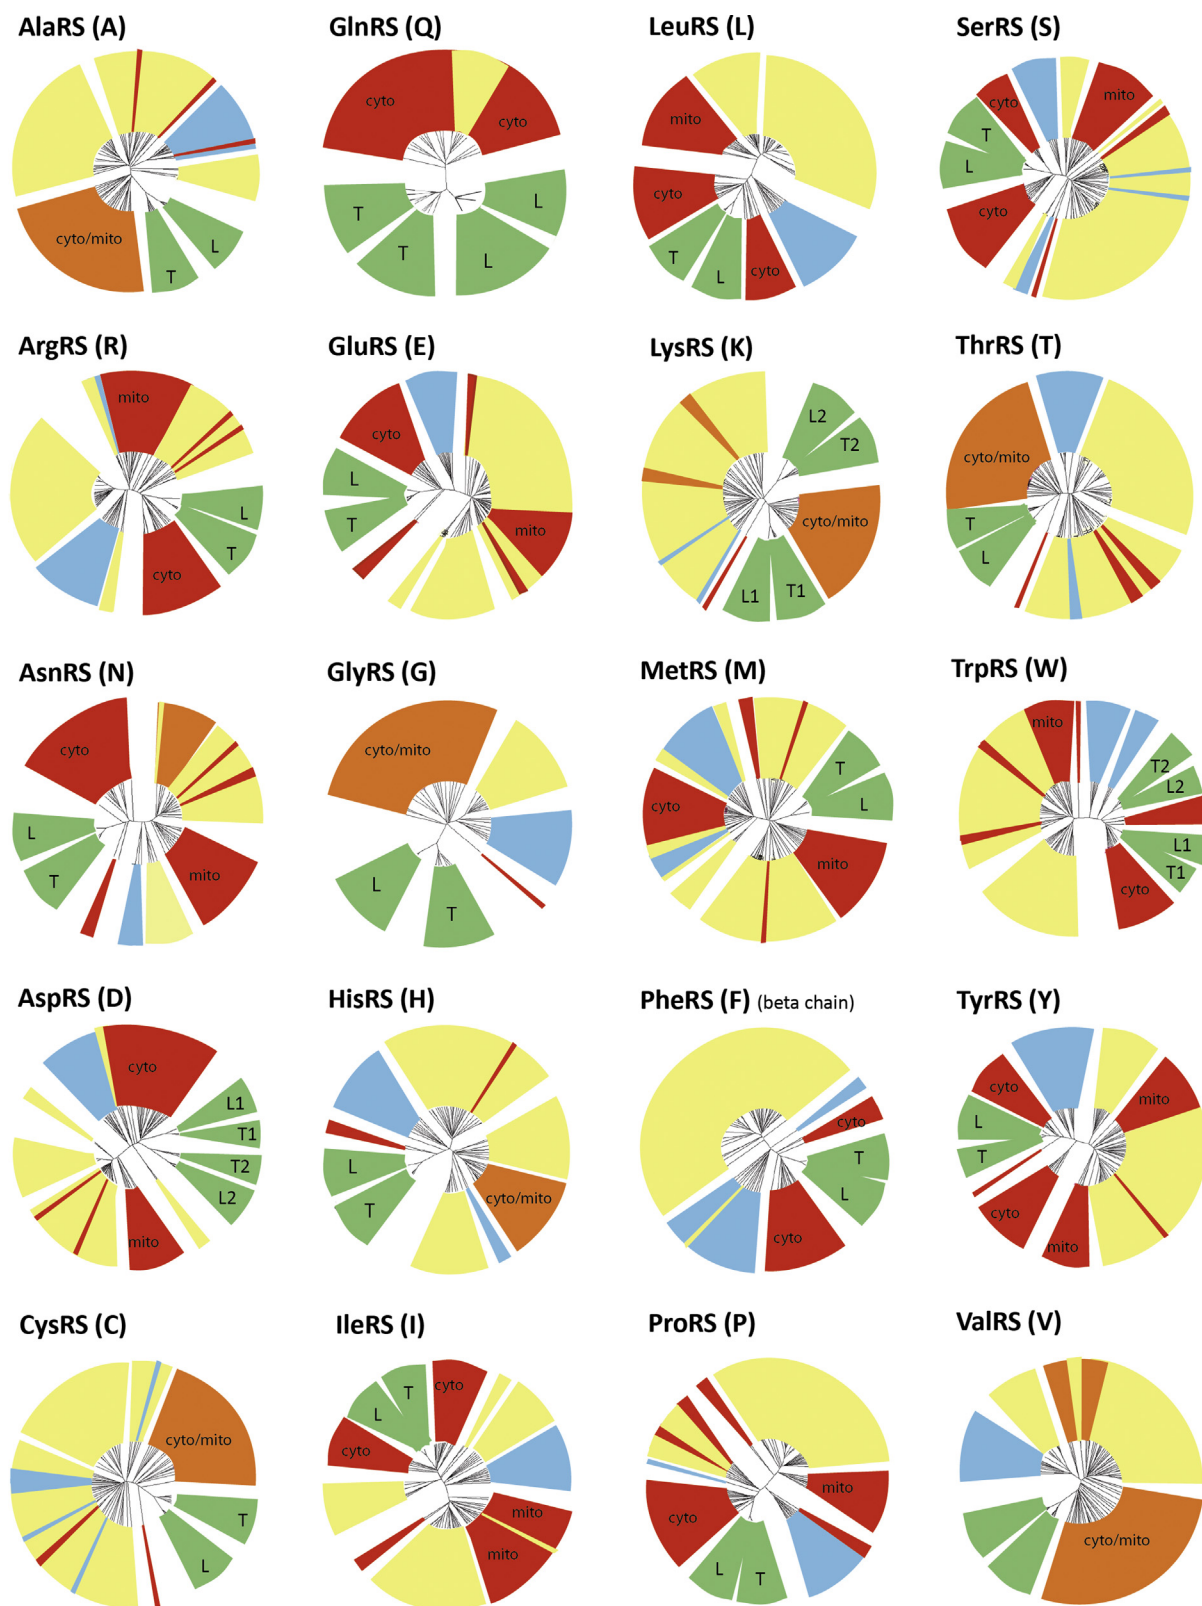 AlaRS (A)
cyto/mito
T
L
GlnRS (Q)
cyto
cyto
T
T
L
L
LeuRS (L)
mito
cyto
T
L
cyto
SerRS (S)
cyto
mito
T
L
cyto
ArgRS (R)
mito
L
T
cyto
GluRS (E)
cyto
L
T
mito
LysRS (K)
L2
T2
cyto/mito
L1
T1
ThrRS (T)
cyto/mito
T
L
AsnRS (N)
cyto
L
T
mito
GlyRS (G)
cyto/mito
L
T
MetRS (M)
T
L
cyto
mito
TrpRS (W)
mito
T2
L2
L1
T1
cyto
AspRS (D)
cyto
L1
T1
T2
L2
mito
HisRS (H)
L
T
cyto/mito
PheRS (F) (beta chain)
cyto
T
L
cyto
TyrRS (Y)
cyto
mito
L
T
cyto
mito
CysRS (C)
cyto/mito
T
L
IleRS (I)
T
cyto
L
cyto
mito
mito
ProRS (P)
mito
cyto
L
T
ValRS (V)
cyto/mito